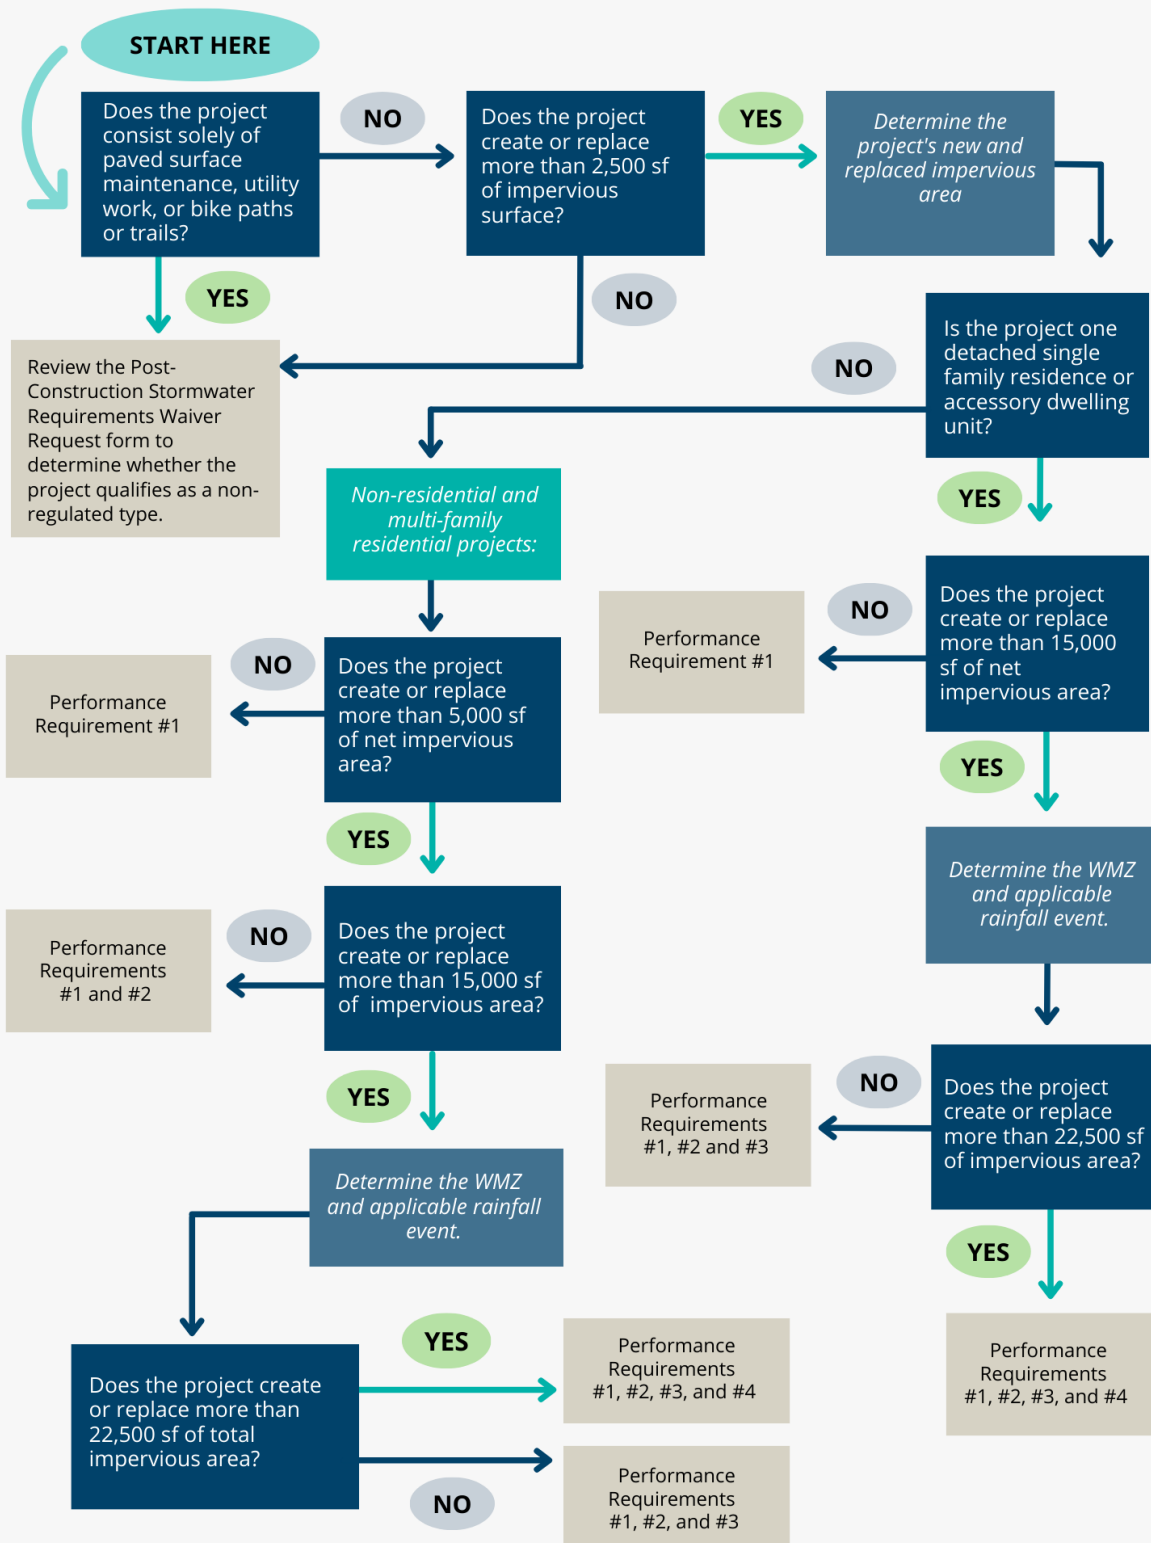 START HERE
Does the project
consist solely of
paved surface
maintenance, utility
work, or bike paths
or trails?
NO
Does the project
create or replace
more than 2,500 sf
of impervious
surface?
YES
Determine the
project's new and
replaced impervious
area
YES
NO
Review the Post-
Construction Stormwater
Requirements Waiver
Request form to
determine whether the
project qualifies as a non-
regulated type.
Is the project one
detached single
family residence or
accessory dwelling
unit?
NO
YES
Non-residential and
multi-family
residential projects:
Does the project
create or replace
more than 15,000
sf of net
impervious area?
NO
Performance
Requirement #1
YES
Does the project
create or replace
more than 5,000 sf
of net impervious
area?
NO
Performance
Requirement #1
YES
Determine the WMZ
and applicable
rainfall event.
Does the project
create or replace
more than 15,000 sf
of  impervious area?
NO
Performance
Requirements
#1 and #2
YES
Does the project
create or replace
more than 22,500 sf
of impervious area?
NO
Performance
Requirements
#1, #2 and #3
YES
Performance
Requirements
#1, #2, #3, and #4
Determine the WMZ
and applicable rainfall
event.
Does the project create
or replace more than
22,500 sf of total
impervious area?
YES
Performance
Requirements
#1, #2, #3, and #4
NO
Performance
Requirements
#1, #2, and #3